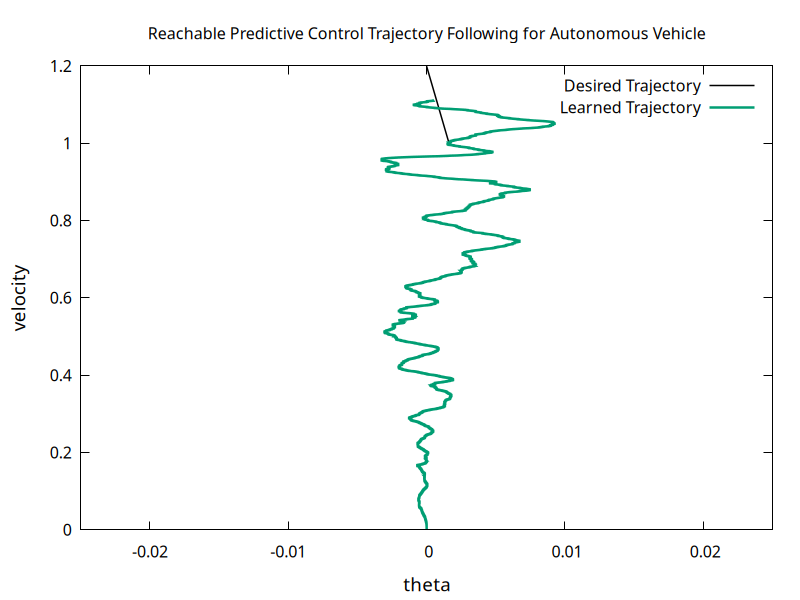 Reachable Predictive Control Trajectory Following for Autonomous Vehicle
Desired Trajectory
Learned Trajectory
1.2
1
0.8
0.6
0.4
0.2
0
velocity
-0.02
-0.01
0
0.01
0.02
theta